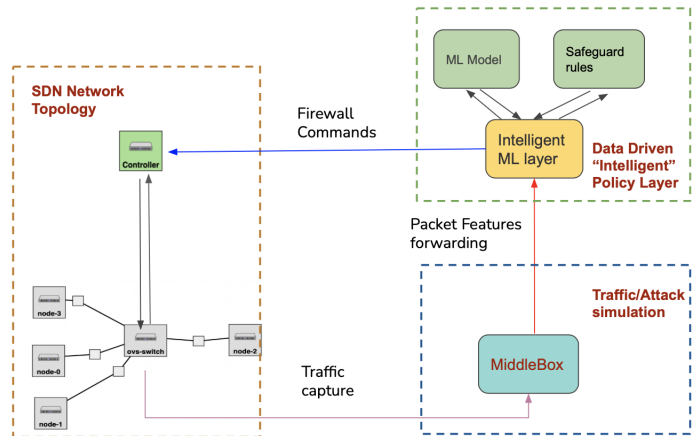 SDN Network
Topology
Controller
node-3
node-0
node-1
ovs-switch
node-2
Firewall
Commands
ML Model
Safeguard
rules
Intelligent
ML layer
Data Driven
“Intelligent”
Policy Layer
Packet Features
forwarding
Traffic/Attack
simulation
MiddleBox
Traffic
capture